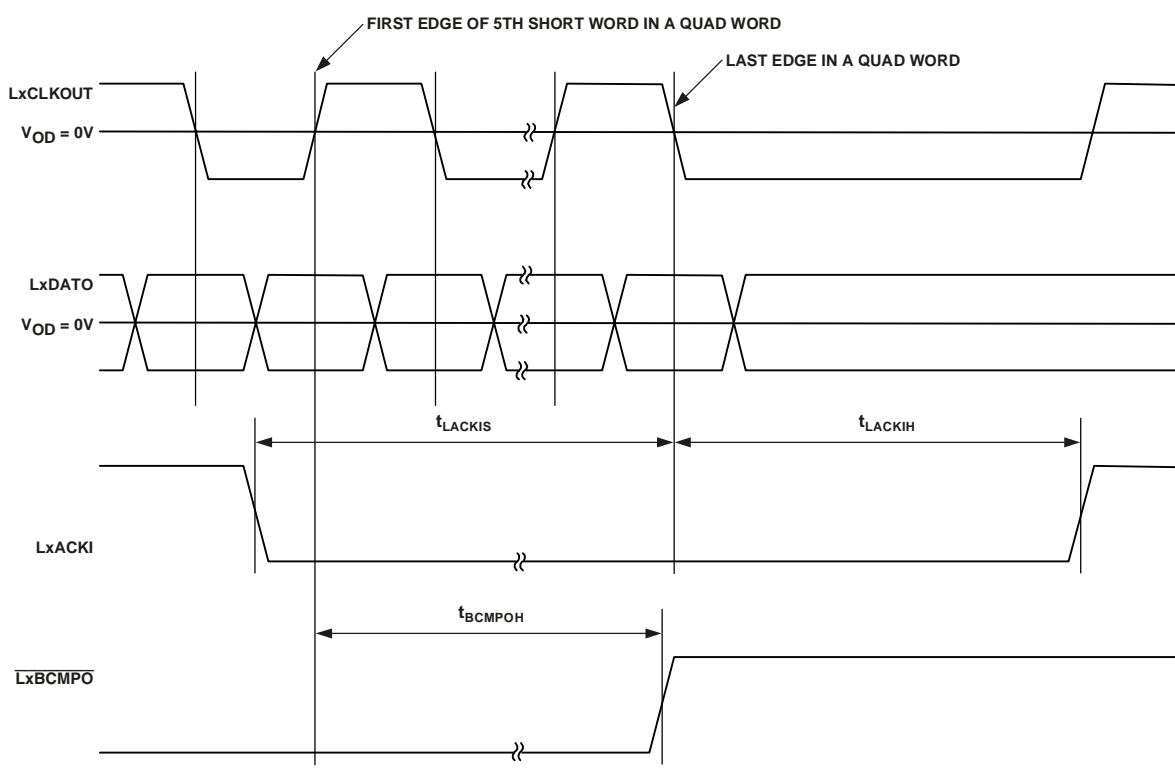 FIRST EDGE OF 5TH SHORT WORD IN A QUAD WORD
LAST EDGE IN A QUAD WORD
LxCLKOUT
VOD = 0V
LxDATO
VOD = 0V
tLACKIS
tLACKIH
LxACKI
tBCMPOH
LxBCMPO